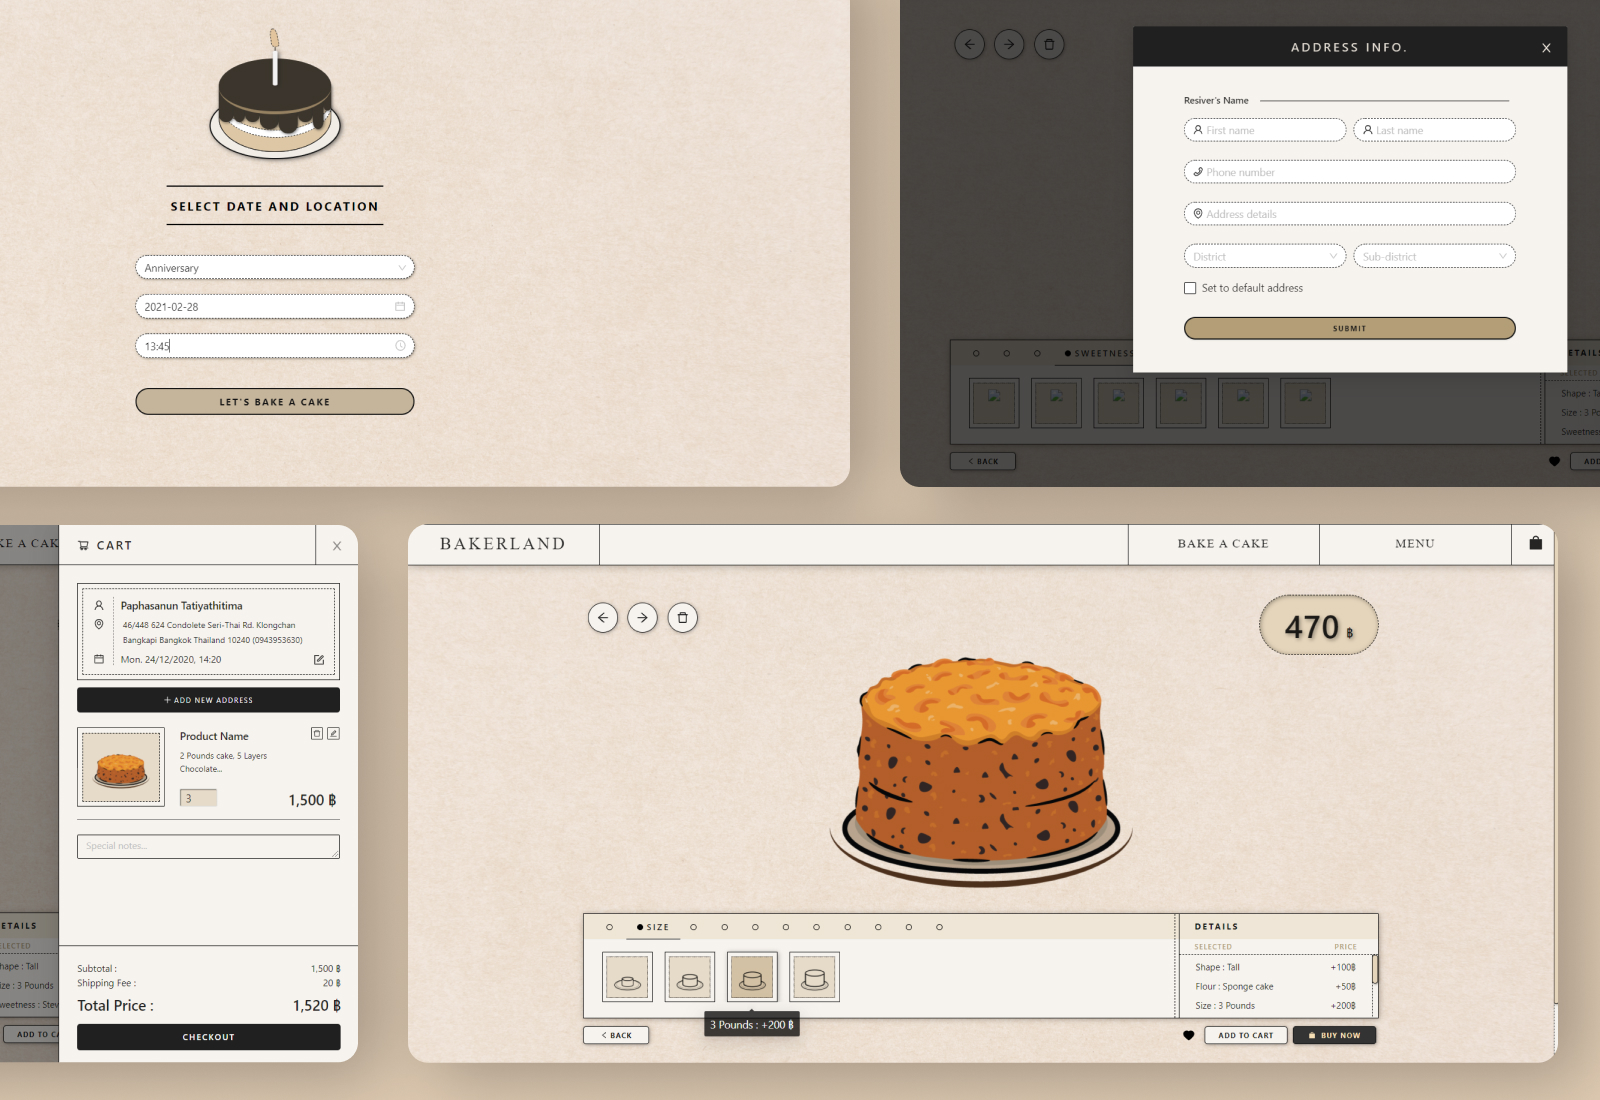 SELECT DATE AND LOCATION
Anniversary
2021-02-28
13:45
LET'S BAKE A CAKE
ADDRESS INFO.
X
Resiver's Name
First name
Last name
Phone number
Address details
District
Sub-district
Set to default address
SUBMIT
SWEETNESS
ETAILS
SELECTED
Shape : Ta
Size : 3 Po
Sweetness
< BACK
ADD
KE A CAK
CART
X
Paphasanun Tatiyathitima
46/448 624 Condolete Seri-Thai Rd. Klongchan
Bangkapi Bangkok Thailand 10240 (0943953630)
Mon. 24/12/2020, 14:20
+ ADD NEW ADDRESS
Product Name
2 Pounds cake, 5 Layers
Chocolate...
3
1,500 ฿
Special notes...
ETAILS
ELECTED
hape : Tall
ize : 3 Pounds
weetness : Stev
ADD TO CA
Subtotal :
1,500 ฿
Shipping Fee :
20 ฿
Total Price :
1,520 ฿
CHECKOUT
BAKERLAND
BAKE A CAKE
MENU
470 ฿
SIZE
3 Pounds : +200 ฿
DETAILS
SELECTED
PRICE
Shape : Tall
+100฿
Flour : Sponge cake
+50฿
Size : 3 Pounds
+200฿
< BACK
ADD TO CART
BUY NOW